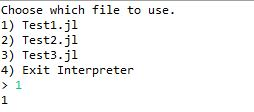 Choose which file to use.
1) Test1.jl
2) Test2.jl
3) Test3.jl
4) Exit Interpreter
> 1
1